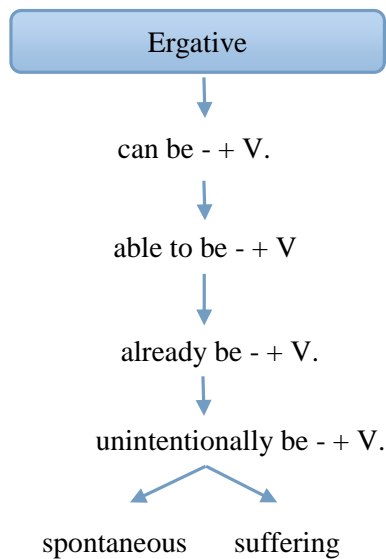 Ergative
can be - + V.
able to be - + V
already be - + V.
unintentionally be - + V.
spontaneous suffering